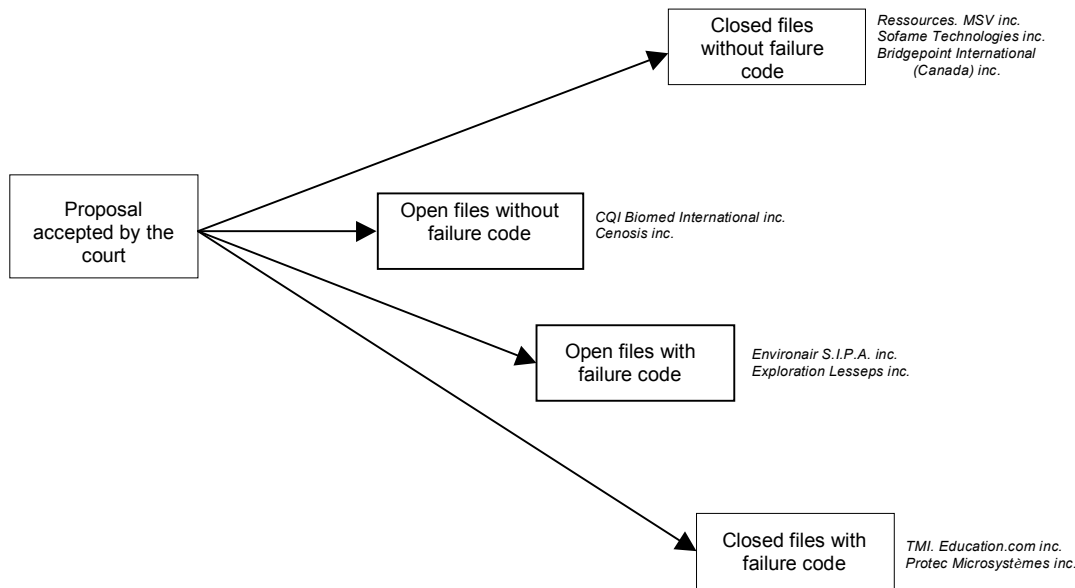 Closed files
without failure
code
Ressources. MSV inc.
Sofame Technologies inc.
Bridgepoint International
(Canada) inc.
Proposal
accepted by the
court
Open files without
failure code
CQI Biomed International inc.
Cenosis inc.
Open files with
failure code
Environair S.I.P.A. inc.
Exploration Lesseps inc.
Closed files with
failure code
TMI. Education.com inc.
Protec Microsystèmes inc.